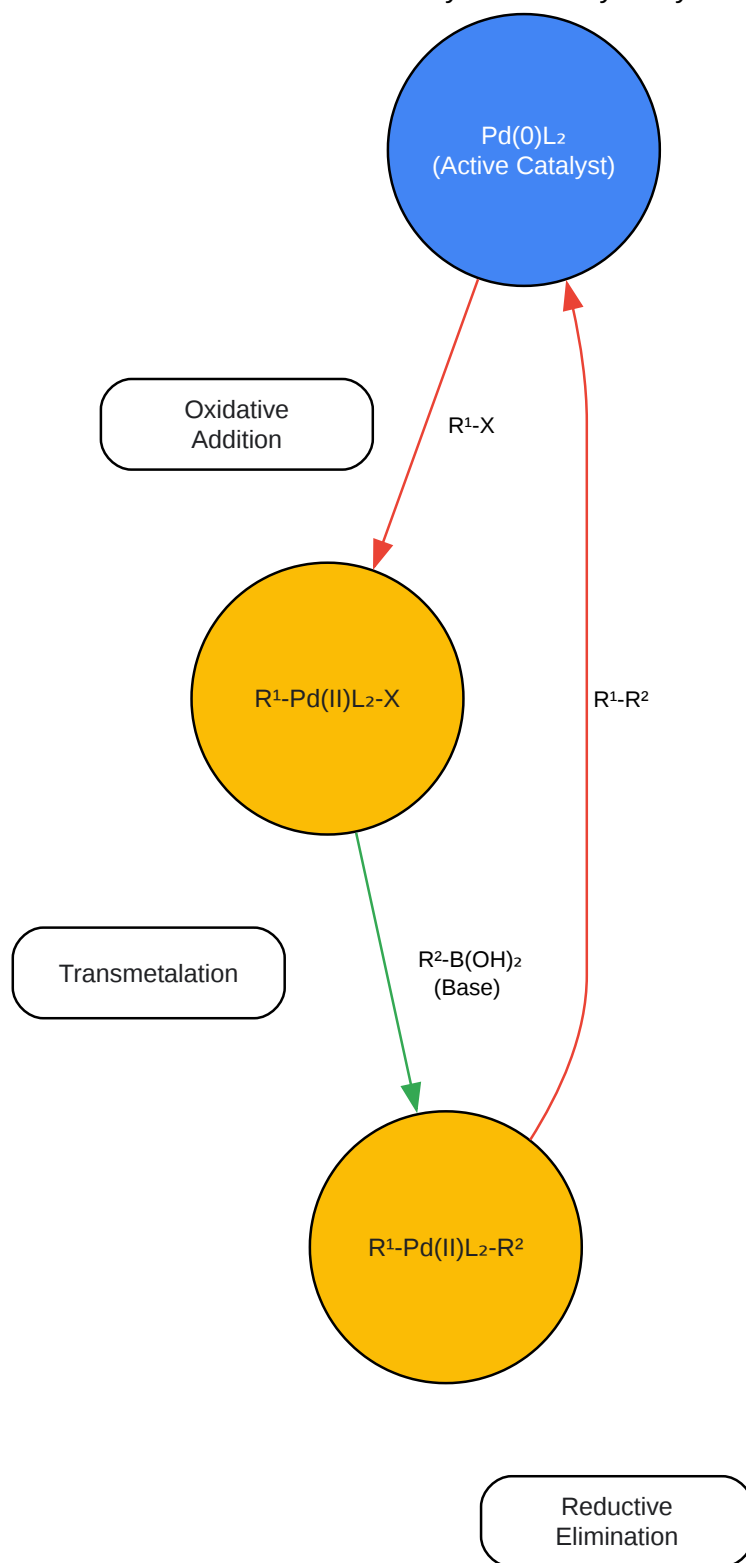 Pd(0)L₂
(Active Catalyst)
Oxidative
Addition
R¹-X
R¹-Pd(II)L₂-X
R¹-R²
Transmetalation
R²-B(OH)₂
(Base)
R¹-Pd(II)L₂-R²
Reductive
Elimination